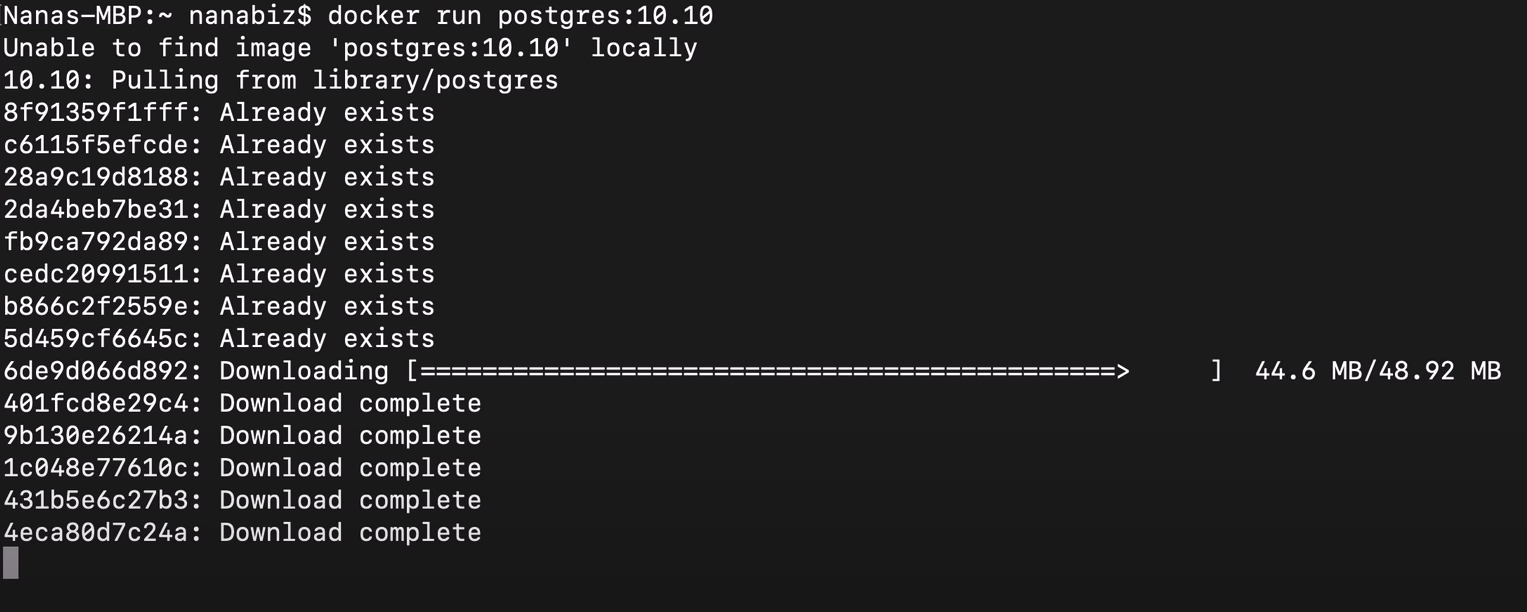 Nanas-MBP:~ nanabiz$ docker run postgres:10.10
Unable to find image 'postgres:10.10' locally
10.10: Pulling from library/postgres
8f91359f1fff: Already exists
c6115f5efcde: Already exists
28a9c19d8188: Already exists
2da4beb7be31: Already exists
fb9ca792da89: Already exists
cedc20991511: Already exists
b866c2f2559e: Already exists
5d459cf6645c: Already exists
6de9d066d892: Downloading [=============================================>     ]  44.6 MB/48.92 MB
401fcd8e29c4: Download complete
9b130e26214a: Download complete
1c048e77610c: Download complete
431b5e6c27b3: Download complete
4eca80d7c24a: Download complete